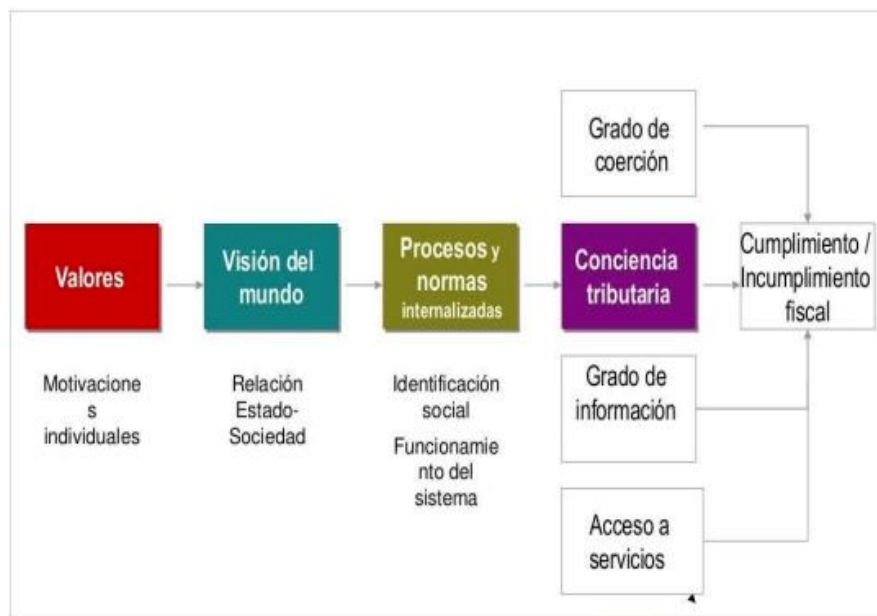 Grado de
coerción
Valores
Visión del
mundo
Procesos y
normas
internalizadas
Conciencia
tributaria
Cumplimiento /
Incumplimiento
fiscal
Motivacione
s
individuales
Relación
Estado-
Sociedad
Identificación
social
Funcionamie
nto del
sistema
Grado de
información
Acceso a
servicios